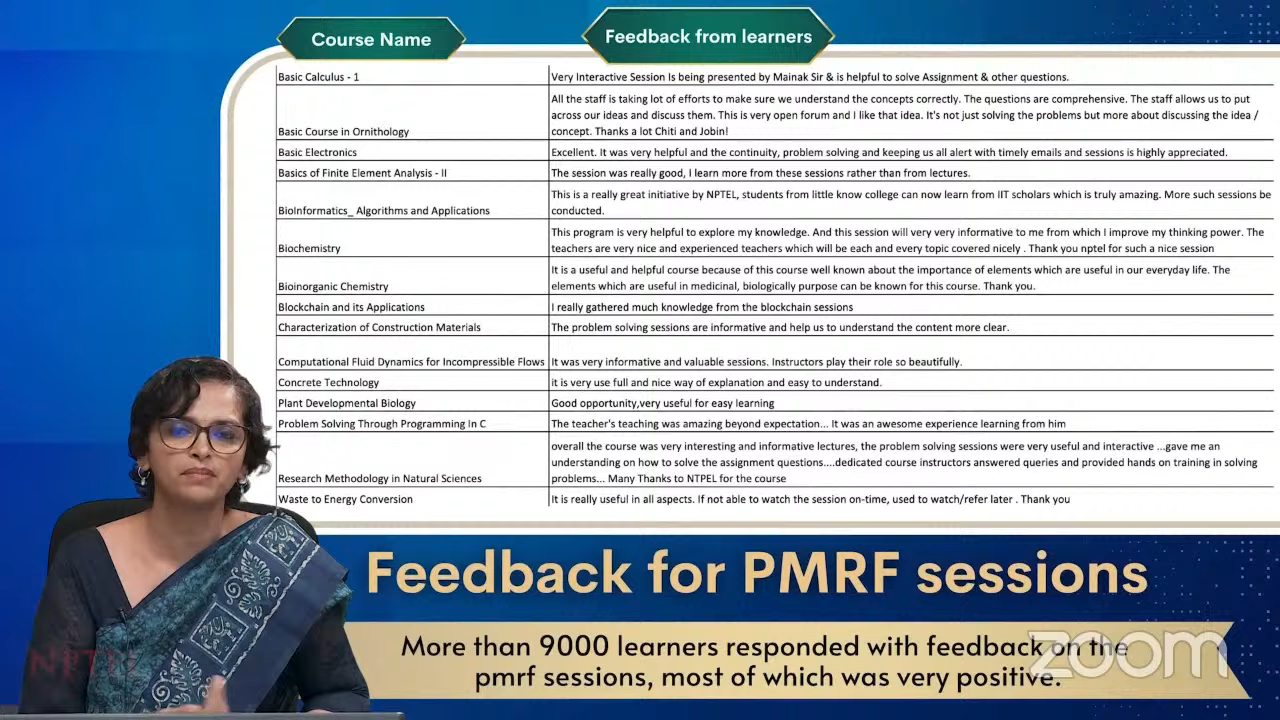 Course Name
Feedback from learners
Basic Calculus - 1
Very Interactive Session Is being presented by Mainak Sir & is helpful to solve Assignment & other questions.
Basic Course in Ornithology
All the staff is taking lot of efforts to make sure we understand the concepts correctly. The questions are comprehensive. The staff allows us to put
across our ideas and discuss them. This is very open forum and I like that idea. It's not just solving the problems but more about discussing the idea /
concept. Thanks a lot Chiti and Jobin!
Basic Electronics
Excellent. It was very helpful and the continuity, problem solving and keeping us all alert with timely emails and sessions is highly appreciated.
Basics of Finite Element Analysis - II
The session was really good, I learn more from these sessions rather than from lectures.
BioInformatics_ Algorithms and Applications
This is a really great initiative by NPTEL, students from little know college can now learn from IIT scholars which is truly amazing. More such sessions be
conducted.
Biochemistry
This program is very helpful to explore my knowledge. And this session will very very informative to me from which I improve my thinking power. The
teachers are very nice and experienced teachers which will be each and every topic covered nicely . Thank you nptel for such a nice session
Bioinorganic Chemistry
It is a useful and helpful course because of this course well known about the importance of elements which are useful in our everyday life. The
elements which are useful in medicinal, biologically purpose can be known for this course. Thank you.
Blockchain and its Applications
I really gathered much knowledge from the blockchain sessions
Characterization of Construction Materials
The problem solving sessions are informative and help us to understand the content more clear.
Computational Fluid Dynamics for Incompressible Flows
It was very informative and valuable sessions. Instructors play their role so beautifully.
Concrete Technology
it is very use full and nice way of explanation and easy to understand.
Plant Developmental Biology
Good opportunity,very useful for easy learning
Problem Solving Through Programming In C
The teacher's teaching was amazing beyond expectation... It was an awesome experience learning from him
Research Methodology in Natural Sciences
overall the course was very interesting and informative lectures, the problem solving sessions were very useful and interactive ...gave me an
understanding on how to solve the assignment questions....dedicated course instructors answered queries and provided hands on training in solving
problems... Many Thanks to NTPEL for the course
Waste to Energy Conversion
It is really useful in all aspects. If not able to watch the session on-time, used to watch/refer later . Thank you
Feedback for PMRF sessions
More than 9000 learners responded with feedback on the
pmrf sessions, most of which was very positive.
zoom
NPTEL